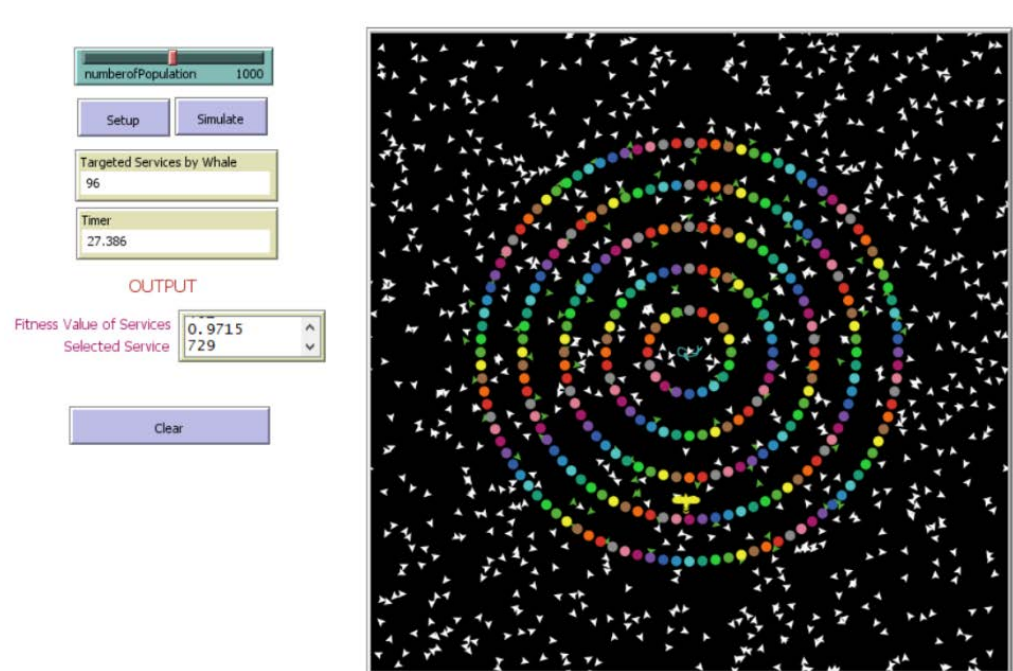 numberofPopulation 1000
Setup Simulate
Targeted Services by Whale
96
Timer
27.386
OUTPUT
Fitness Value of Services 0.9715
Selected Service 729
Clear